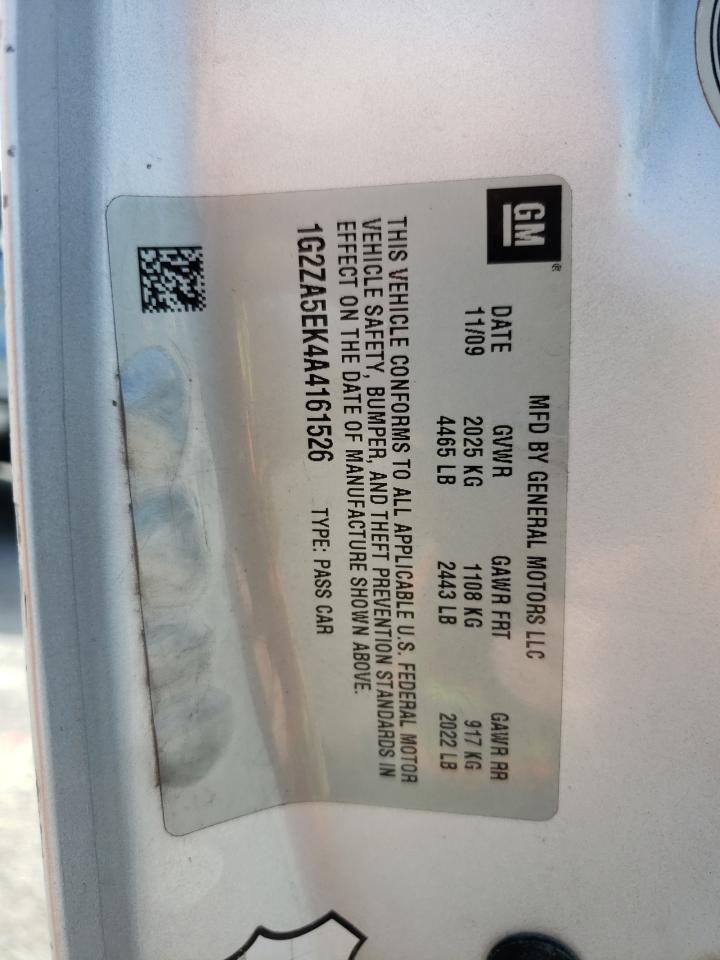 GM
MFD BY GENERAL MOTORS LLC
DATE GVWR GAWR FRT GAWR RR
11/09 2025 KG 1108 KG 917 KG
4465 LB 2443 LB 2022 LB
THIS VEHICLE CONFORMS TO ALL APPLICABLE U.S. FEDERAL MOTOR
VEHICLE SAFETY, BUMPER, AND THEFT PREVENTION STANDARDS IN
EFFECT ON THE DATE OF MANUFACTURE SHOWN ABOVE.
1G2ZA5EK4A4161526 TYPE: PASS CAR